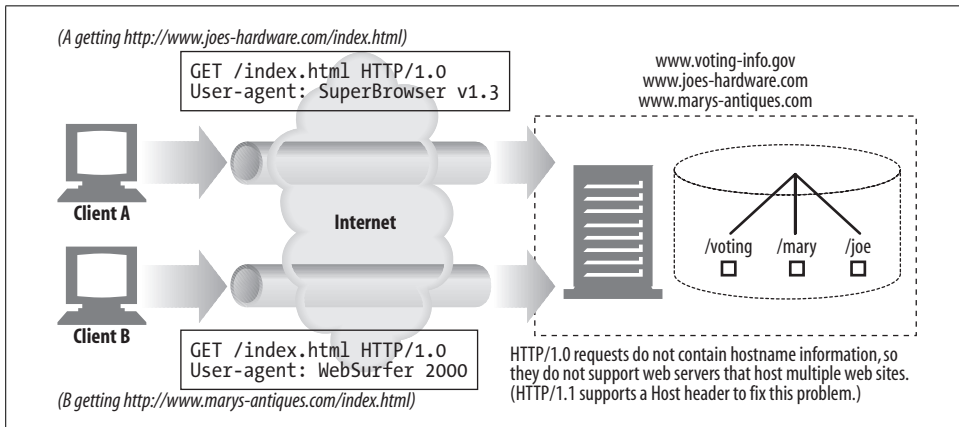 (A getting http://www.joes-hardware.com/index.html)
GET /index.html HTTP/1.0
User-agent: SuperBrowser v1.3
www.voting-info.gov
www.joes-hardware.com
www.marys-antiques.com
Client A
Internet
/voting /mary /joe
Client B
GET /index.html HTTP/1.0
User-agent: WebSurfer 2000
(B getting http://www.marys-antiques.com/index.html)
HTTP/1.0 requests do not contain hostname information, so
they do not support web servers that host multiple web sites.
(HTTP/1.1 supports a Host header to fix this problem.)